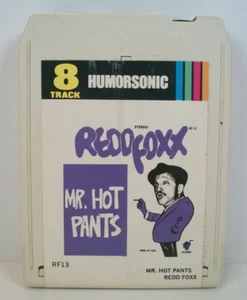 8
TRACK
HUMORSONIC
STEREO
REDD FOXX
MR. HOT
PANTS
RF13
MR. HOT PANTS
REDD FOXX